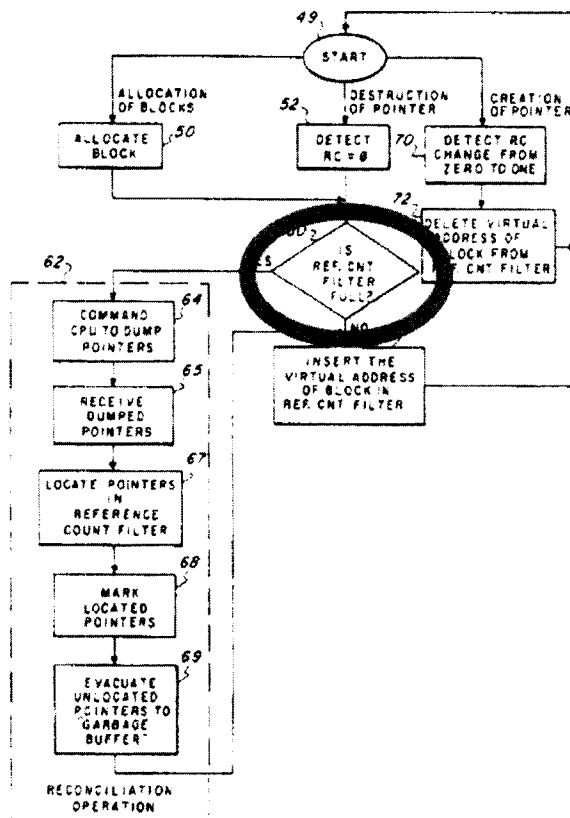 49
START
ALLOCATION
OF BLOCKS
DESTRUCTION
OF POINTER
CREATION
OF POINTER
50
ALLOCATE
BLOCK
52
DETECT
RC = 0
70
DETECT RC
CHANGE FROM
ZERO TO ONE
72
DELETE VIRTUAL
ADDRESS OF
BLOCK FROM
REF. CNT FILTER
IS
REF. CNT
FILTER
FULL?
NO
INSERT THE
VIRTUAL ADDRESS
OF BLOCK IN
REF. CNT FILTER
62
64
COMMAND
CPU TO DUMP
POINTERS
65
RECEIVE
DUMPED
POINTERS
67
LOCATE POINTERS
IN
REFERENCE
COUNT FILTER
68
MARK
LOCATED
POINTERS
69
EVACUATE
UNLOCATED
POINTERS TO
"GARBAGE
BUFFER"
RECONCILIATION
OPERATION